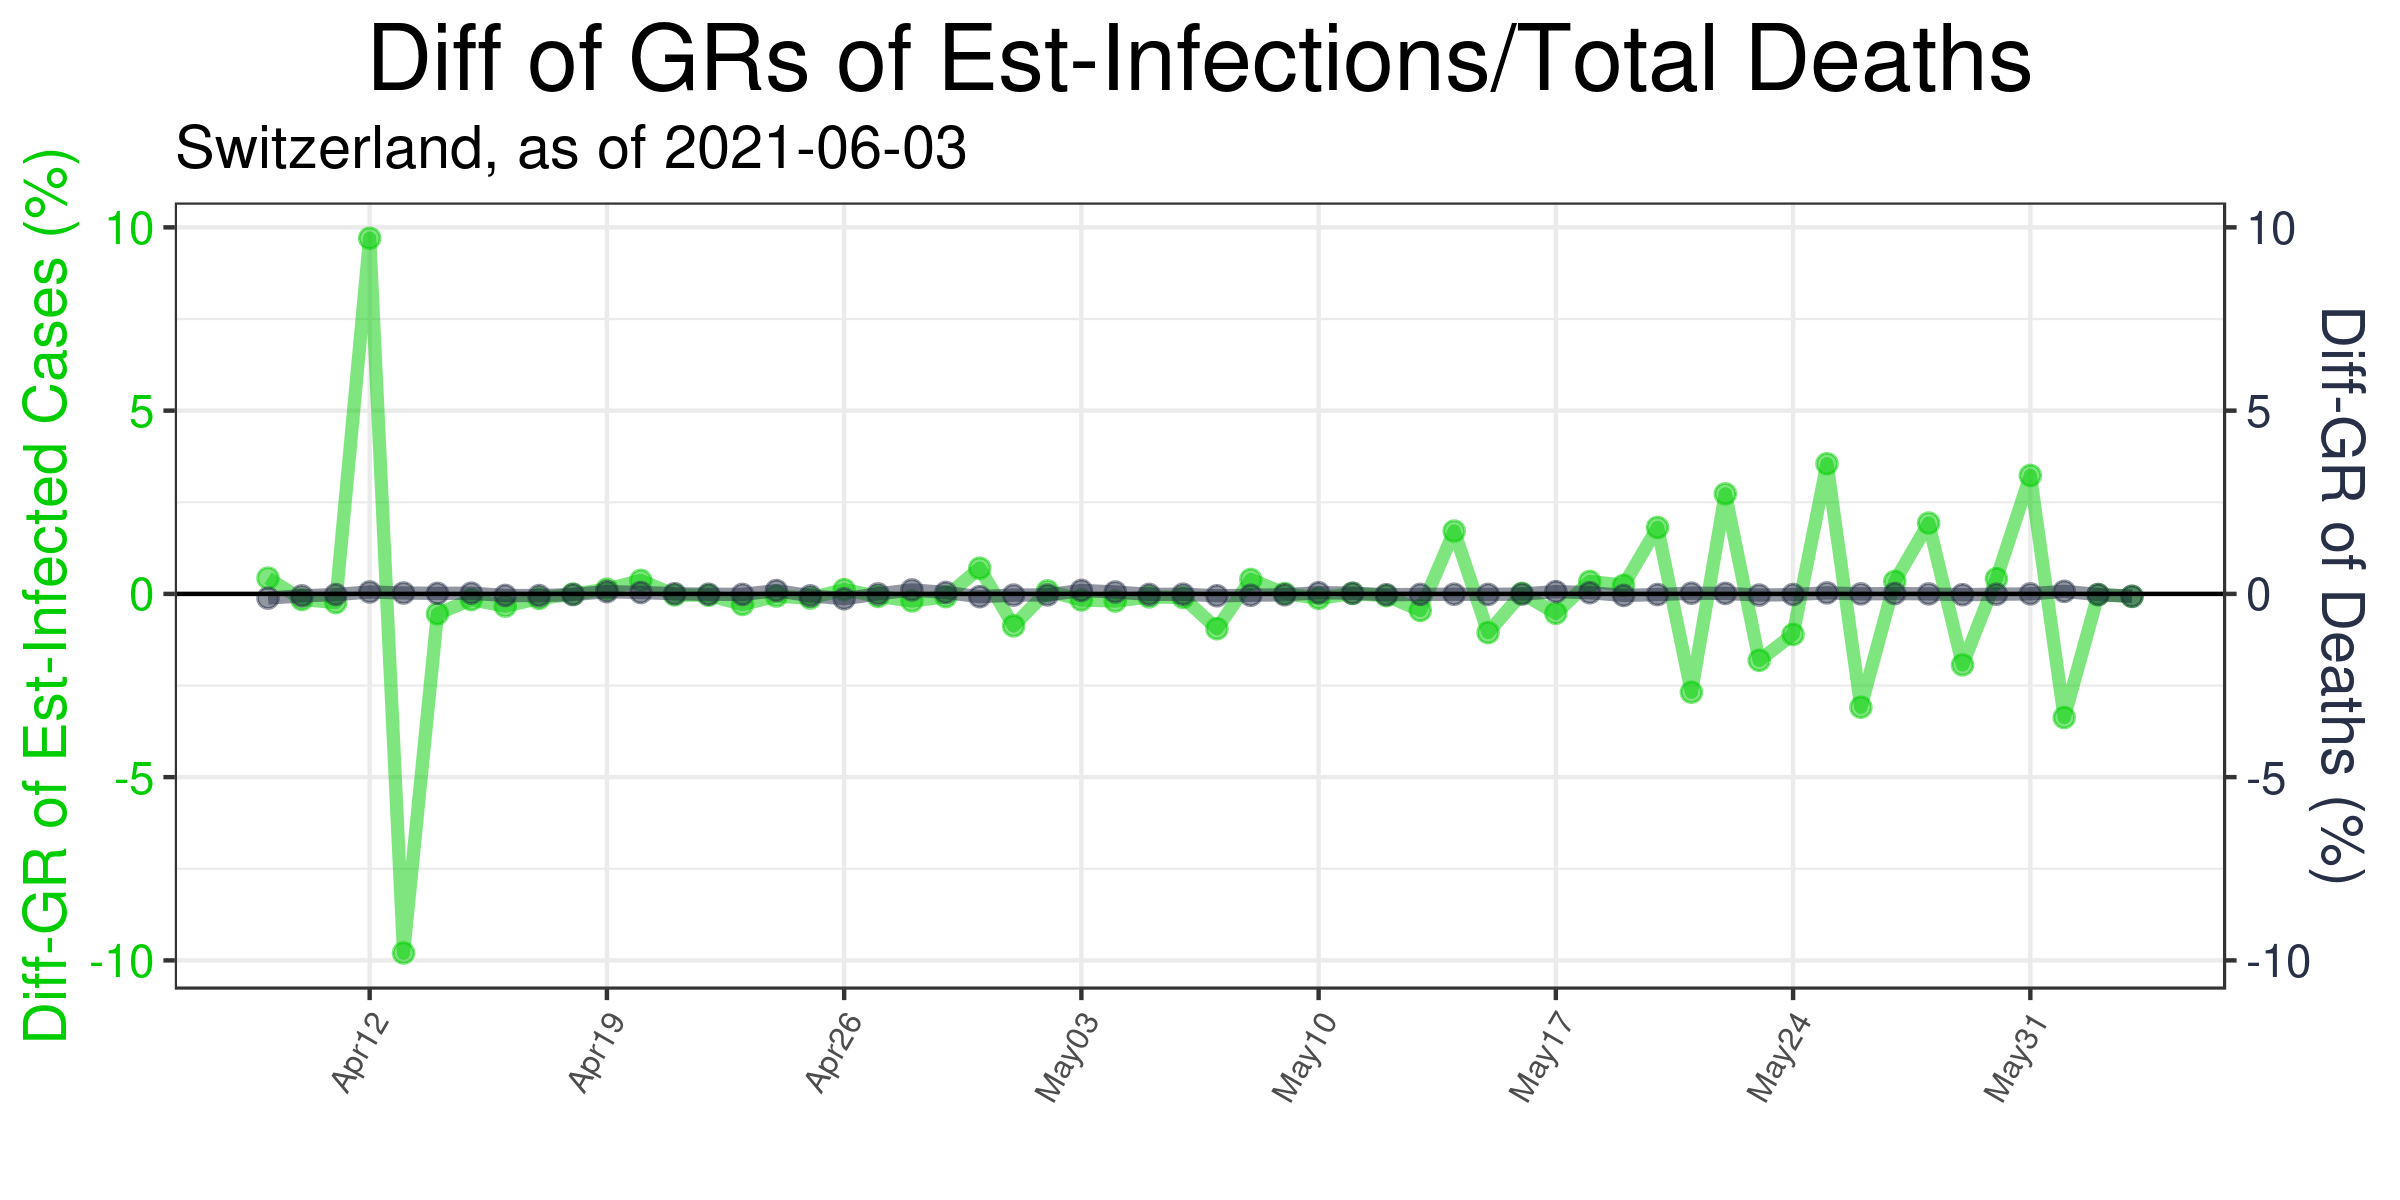 Diff of GRs of Est-Infections/Total Deaths
Switzerland, as of 2021-06-03
Diff-GR of Est-Infected Cases (%)
10
5
0
-5
-10
10
5
0
-5
-10
Diff-GR of Deaths (%)
Apr12
Apr19
Apr26
May03
May10
May17
May24
May31